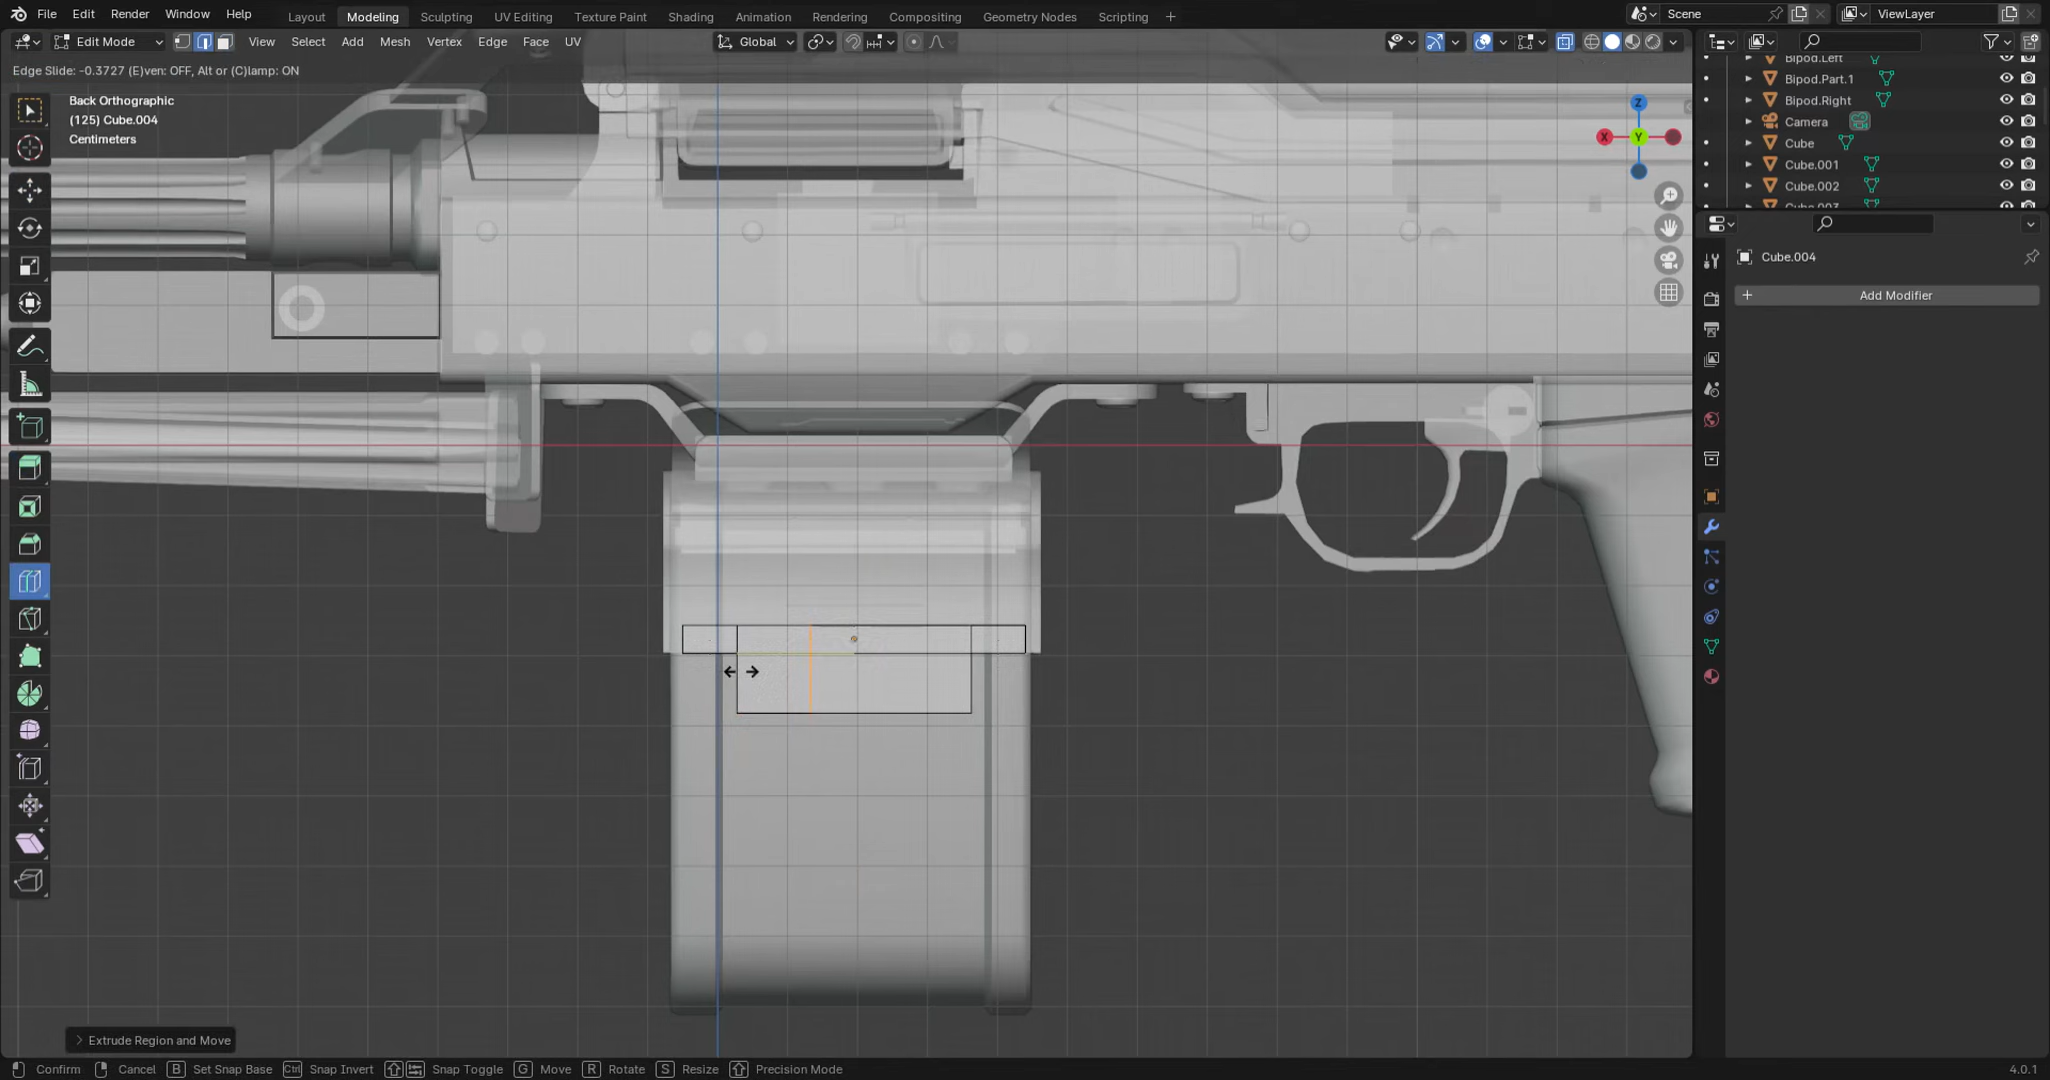 File Edit Render Window Help Layout Modeling Sculpting UV Editing Texture Paint Shading Animation Rendering Compositing Geometry Nodes Scripting + Scene ViewLayer
Edit Mode View Select Add Mesh Vertex Edge Face UV Global
Edge Slide: -0.3727 (E)ven: OFF, Alt or (C)lamp: ON
Back Orthographic
(125) Cube.004
Centimeters
Z
X Y
Bipod.Left
Bipod.Part.1
Bipod.Right
Camera
Cube
Cube.001
Cube.002
Cube.003
Cube.004
+ Add Modifier
Extrude Region and Move
Confirm Cancel B Set Snap Base Ctrl Snap Invert Snap Toggle G Move R Rotate S Resize Precision Mode 4.0.1